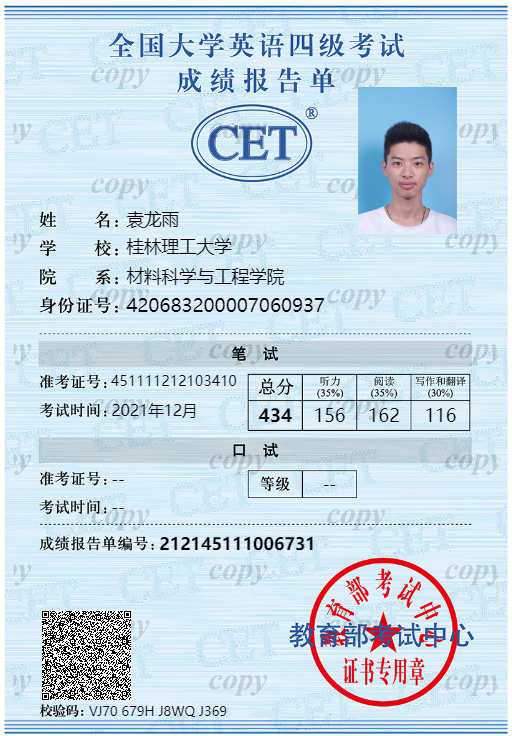 全国大学英语四级考试
成绩报告单
CET®
姓 名: 袁龙雨
学 校: 桂林理工大学
院 系: 材料科学与工程学院
身份证号: 420683200007060937
笔 试
准考证号: 451111212103410
考试时间: 2021年12月
总分 听力(35%) 阅读(35%) 写作和翻译(30%)
434 156 162 116
口 试
准考证号: --
考试时间: --
等级 --
成绩报告单编号: 212145111006731
教育部考试中心
教育部考试中心
证书专用章
校验码: VJ70 679H J8WQ J369
copy